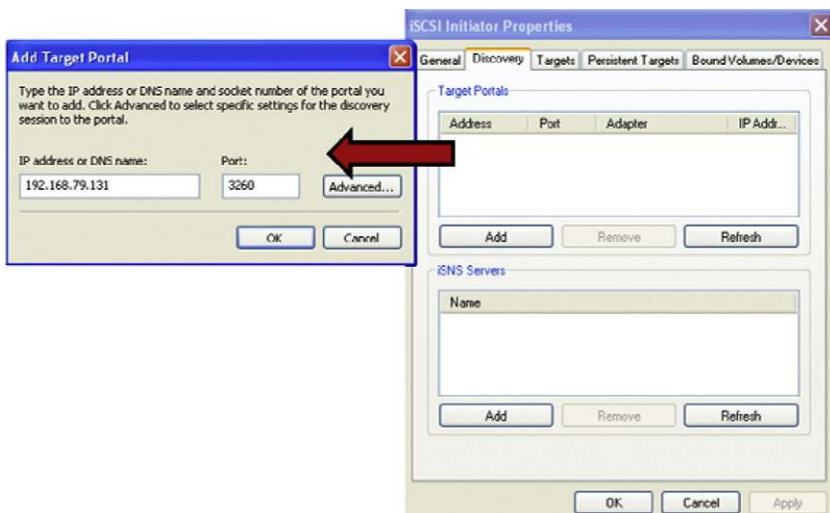 Add Target Portal
Type the IP address or DNS name and socket number of the portal you
want to add. Click Advanced to select specific settings for the discovery
session to the portal.
IP address or DNS name:
Port:
192.168.79.131
3260
Advanced...
OK
Cancel
iSCSI Initiator Properties
General
Discovery
Targets
Persistent Targets
Bound Volumes/Devices
Target Portals
Address
Port
Adapter
IP Addr...
Add
Remove
Refresh
iSNS Servers
Name
Add
Remove
Refresh
OK
Cancel
Apply